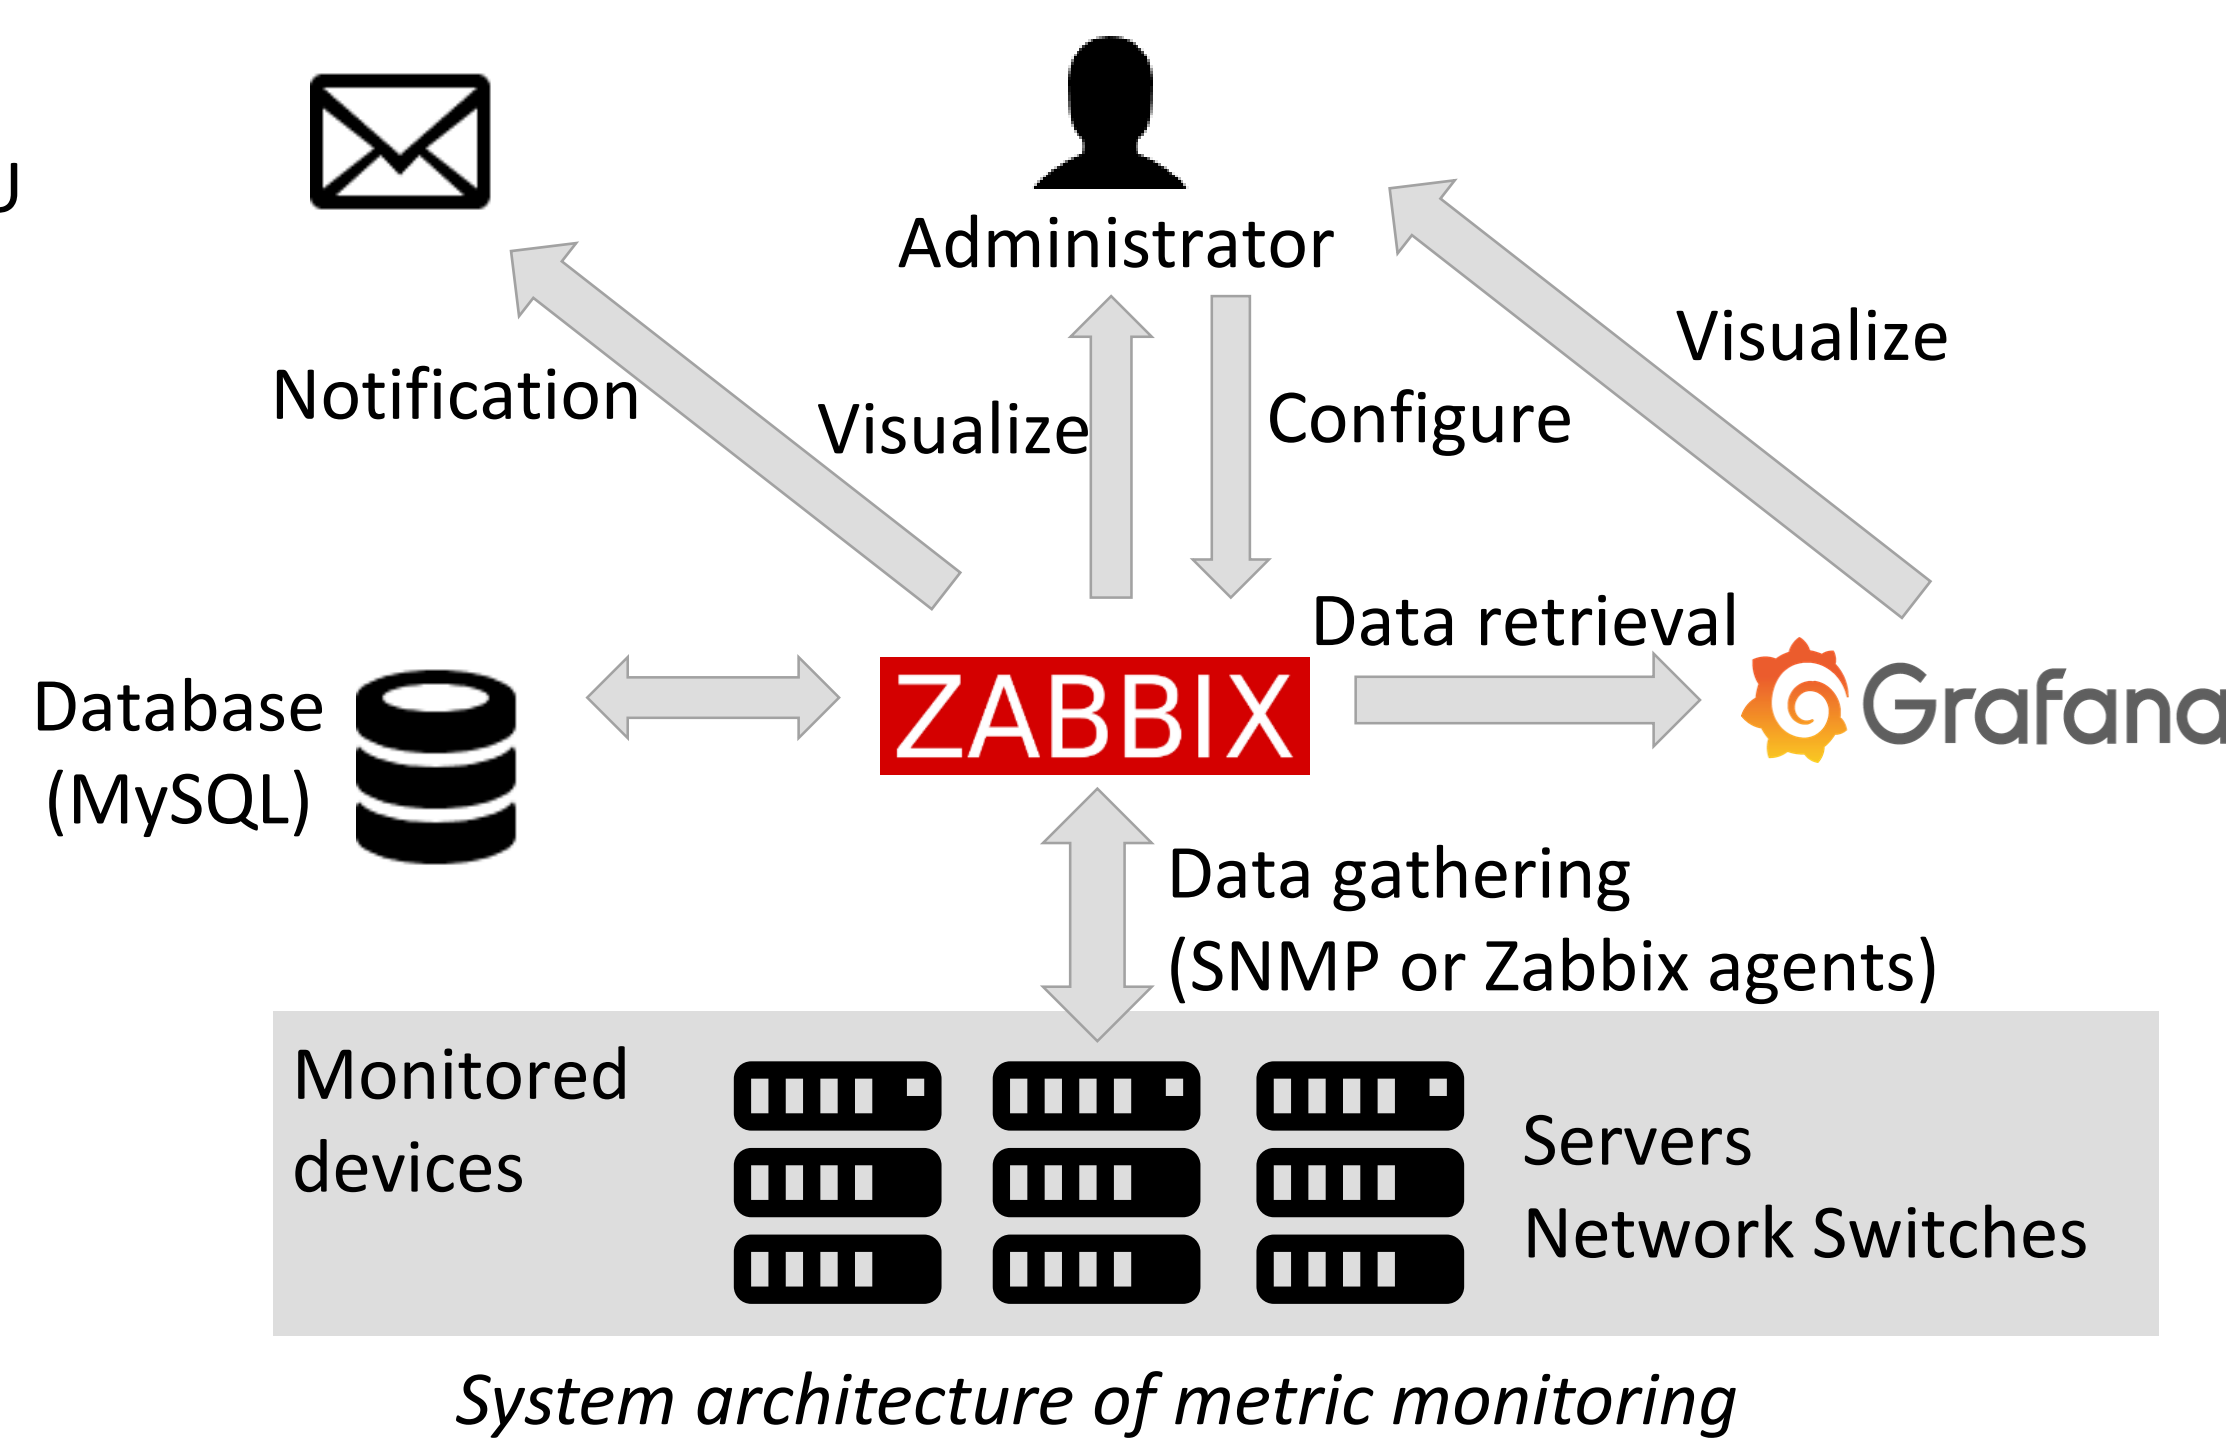 U
Administrator
Visualize
Notification
Visualize
Configure
Data retrieval
Database
(MySQL)
ZABBIX
Grafana
Data gathering
(SNMP or Zabbix agents)
Monitored
devices
Servers
Network Switches
System architecture of metric monitoring